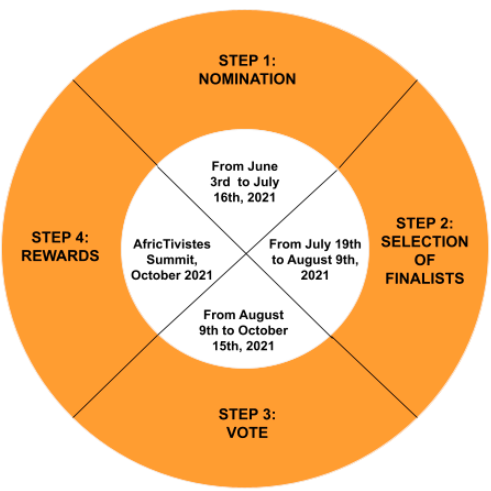 STEP 1:
NOMINATION
From June
3rd to July
16th, 2021
STEP 2:
SELECTION
OF
FINALISTS
From July 19th
to August 9th,
2021
STEP 3:
VOTE
From August
9th to October
15th, 2021
STEP 4:
REWARDS
AfricTivistes
Summit,
October 2021